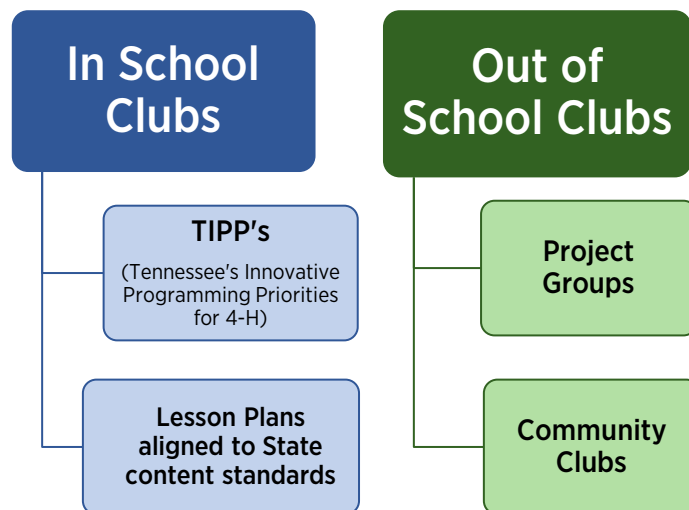 In School
Clubs
TIPP's
(Tennessee's Innovative
Programming Priorities
for 4-H)
Lesson Plans
aligned to State
content standards
Out of
School Clubs
Project
Groups
Community
Clubs